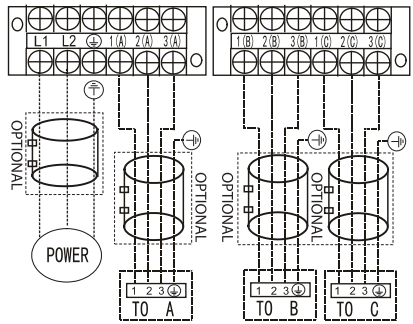 L1 L2 ⏚ 1(A) 2(A) 3(A)
1(B) 2(B) 3(B) 1(C) 2(C) 3(C)
OPTIONAL
OPTIONAL
OPTIONAL
OPTIONAL
POWER
1 2 3 ⏚
TO A
1 2 3 ⏚
TO B
1 2 3 ⏚
TO C